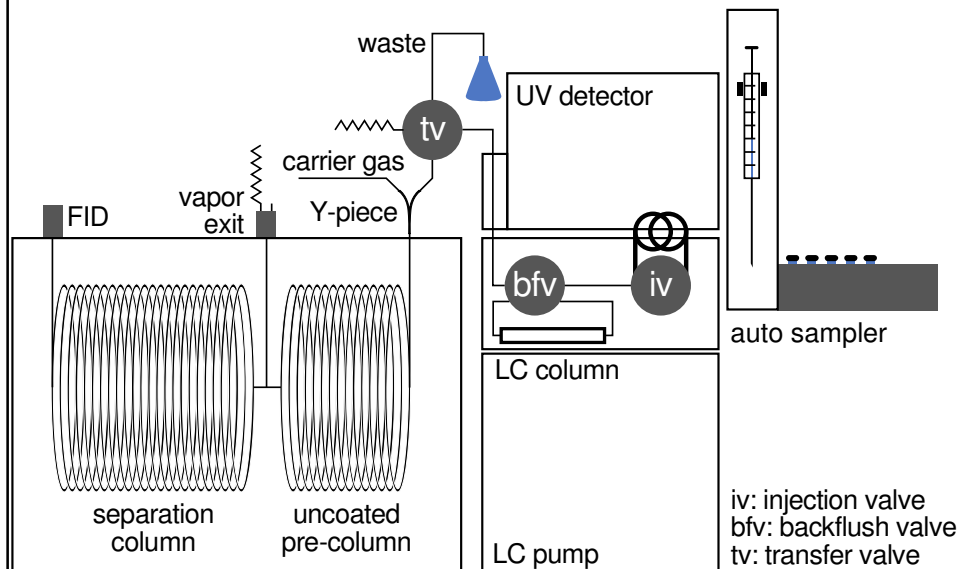 waste
UV detector
tv
carrier gas
vapor
exit
Y-piece
FID
bfv
iv
auto sampler
LC column
separation
column
uncoated
pre-column
LC pump
iv: injection valve
bfv: backflush valve
tv: transfer valve